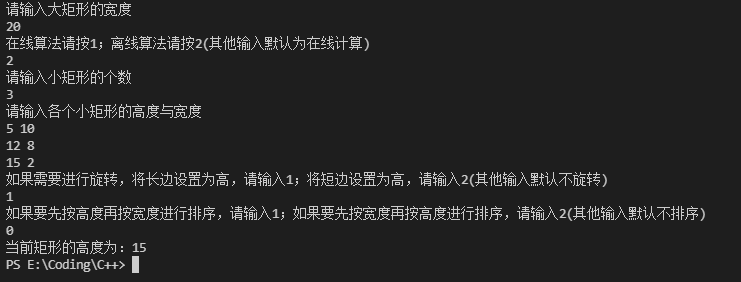 请输入大矩形的宽度
20
在线算法请按1；离线算法请按2(其他输入默认为在线计算)
2
请输入小矩形的个数
3
请输入各个小矩形的高度与宽度
5 10
12 8
15 2
如果需要进行旋转，将长边设置为高，请输入1；将短边设置为高，请输入2(其他输入默认不旋转)
1
如果要先按高度再按宽度进行排序，请输入1；如果要先按宽度再按高度进行排序，请输入2(其他输入默认不排序)
0
当前矩形的高度为：15
PS E:\Coding\C++>